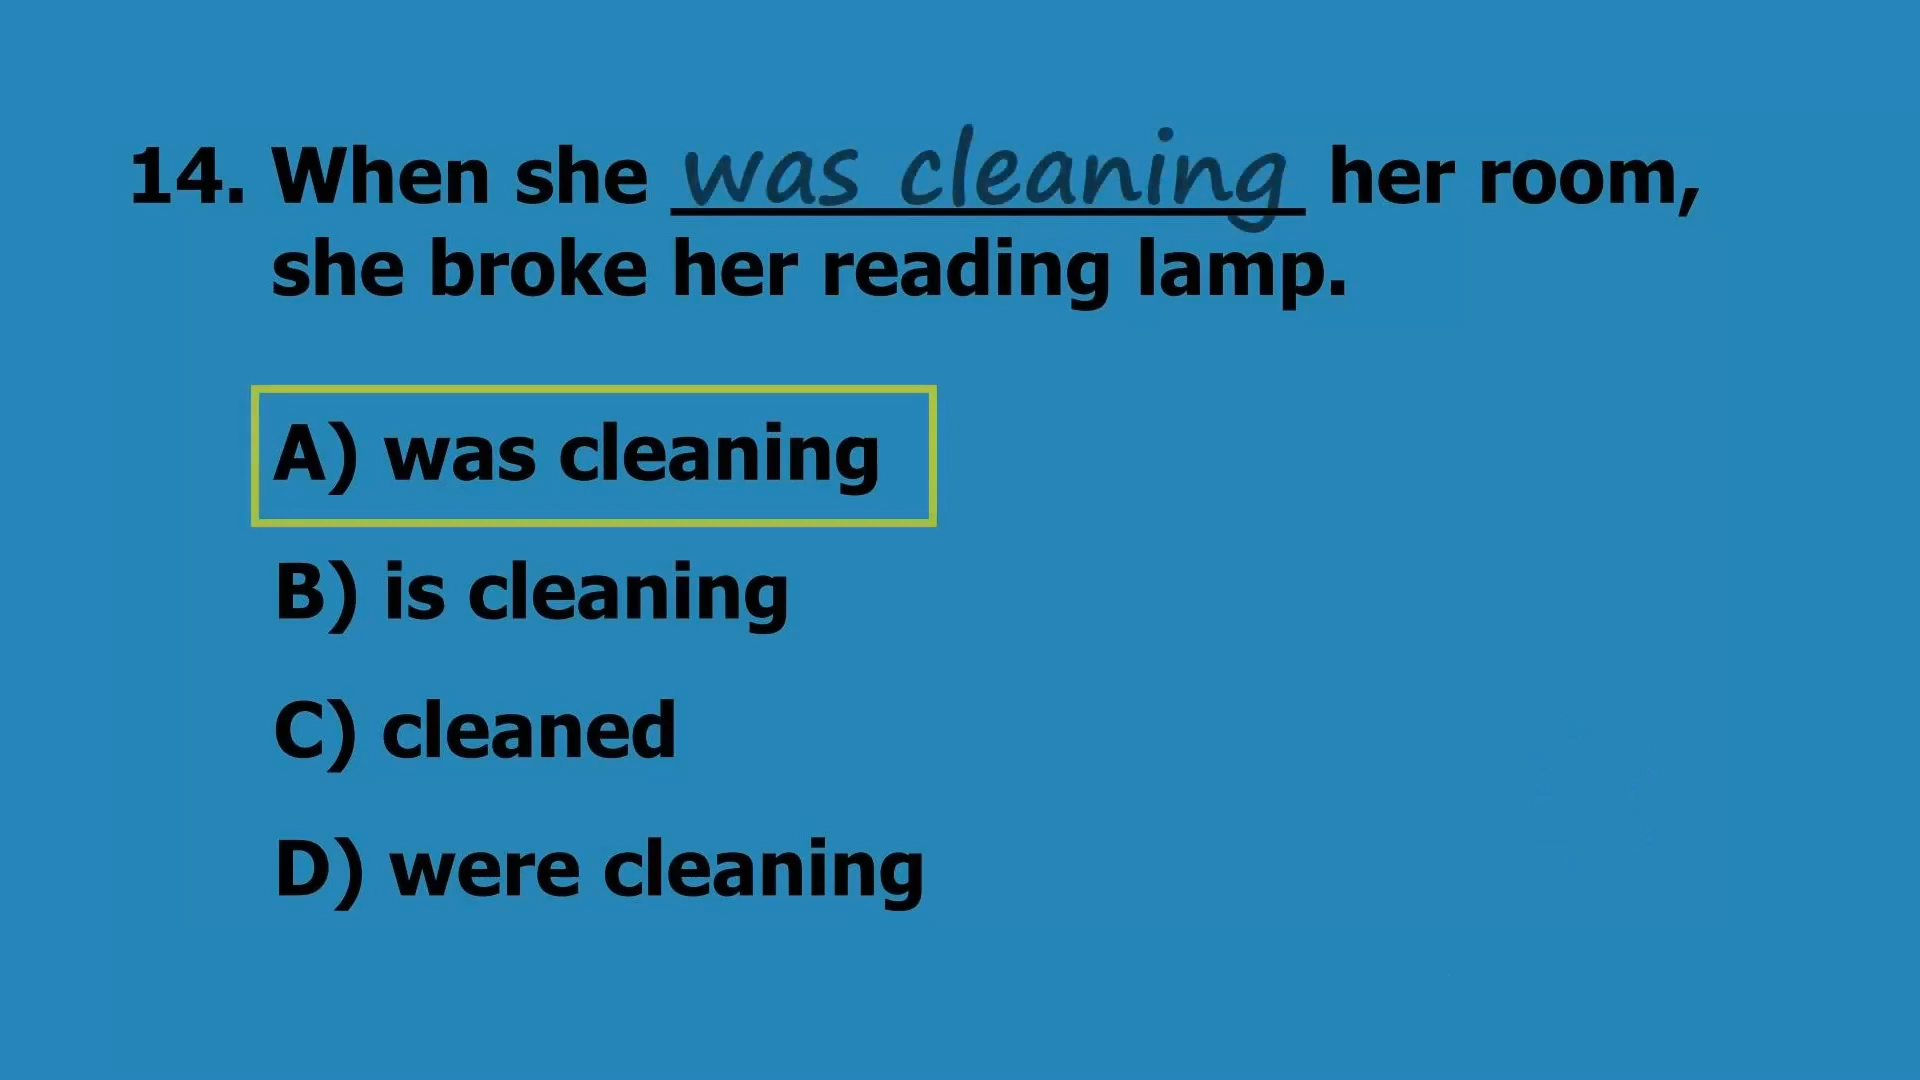 14. When she was cleaning her room,
she broke her reading lamp.
A) was cleaning
B) is cleaning
C) cleaned
D) were cleaning